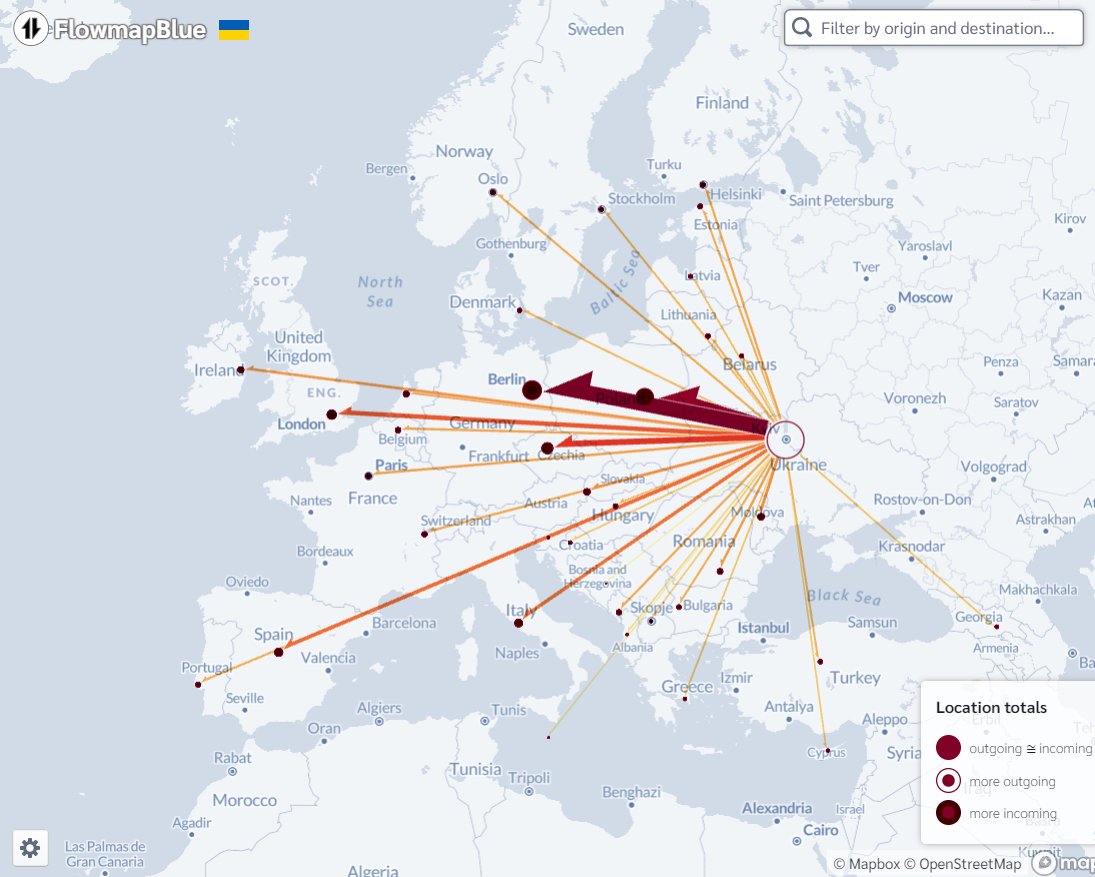 FlowmapBlue
Filter by origin and destination...
Sweden
Finland
Norway
Bergen
Turku
Oslo
Helsinki
Stockholm
Saint Petersburg
Estonia
Kirov
Gothenburg
Yaroslavl
Baltic Sea
SCOT.
North
Sea
Latvia
Tver
Moscow
Kazan
Denmark
Lithuania
United
Kingdom
Ireland
Belarus
Penza
Samara
Berlin
ENG.
Poland
Voronezh
Saratov
London
Germany
Kyiv
Belgium
Frankfurt
Czechia
Ukraine
Paris
Volgograd
Slovakia
Nantes
France
Austria
Hungary
Moldova
Rostov-on-Don
Switzerland
Astrakhan
Croatia
Romania
Krasnodar
Bordeaux
Bosnia and
Herzegovina
Oviedo
Makhachkala
Black Sea
Italy
Skopje
Bulgaria
Georgia
Barcelona
Samsun
Spain
Istanbul
Albania
Armenia
Naples
Portugal
Valencia
Izmir
Turkey
Greece
Seville
Antalya
Algiers
Tunis
Aleppo
Oran
Cyprus
Syria
Rabat
Tunisia
Tripoli
Morocco
Benghazi
Alexandria
Israel
Agadir
Cairo
Las Palmas de
Gran Canaria
Algeria
Location totals
Erbil
outgoing ≅ incoming
more outgoing
Iraq
more incoming
Kuwait
© Mapbox © OpenStreetMap
map